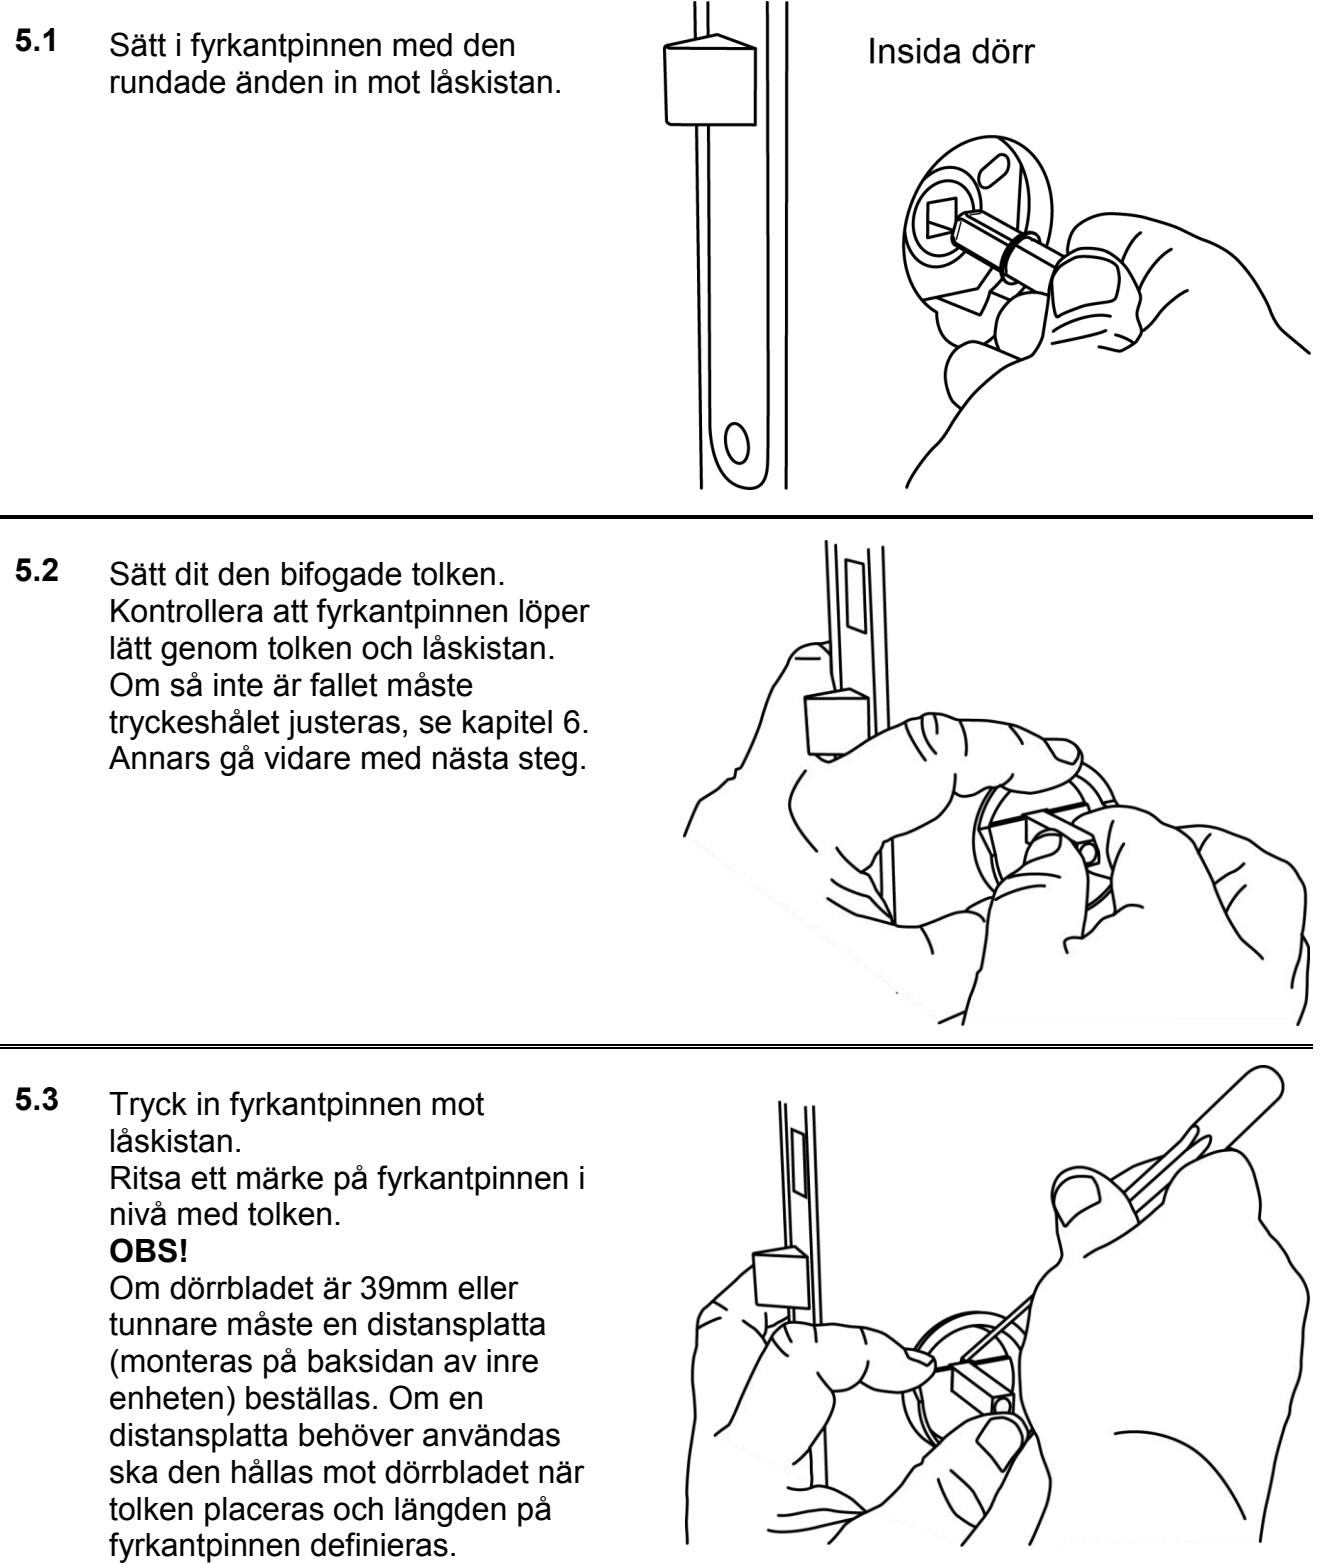 5.1
Sätt i fyrkantpinnen med den
rundade änden in mot låskistan.
Insida dörr
5.2
Sätt dit den bifogade tolken.
Kontrollera att fyrkantpinnen löper
lätt genom tolken och låskistan.
Om så inte är fallet måste
tryckeshålet justeras, se kapitel 6.
Annars gå vidare med nästa steg.
5.3
Tryck in fyrkantpinnen mot
låskistan.
Ritsa ett märke på fyrkantpinnen i
nivå med tolken.
OBS!
Om dörrbladet är 39mm eller
tunnare måste en distansplatta
(monteras på baksidan av inre
enheten) beställas. Om en
distansplatta behöver användas
ska den hållas mot dörrbladet när
tolken placeras och längden på
fyrkantpinnen definieras.